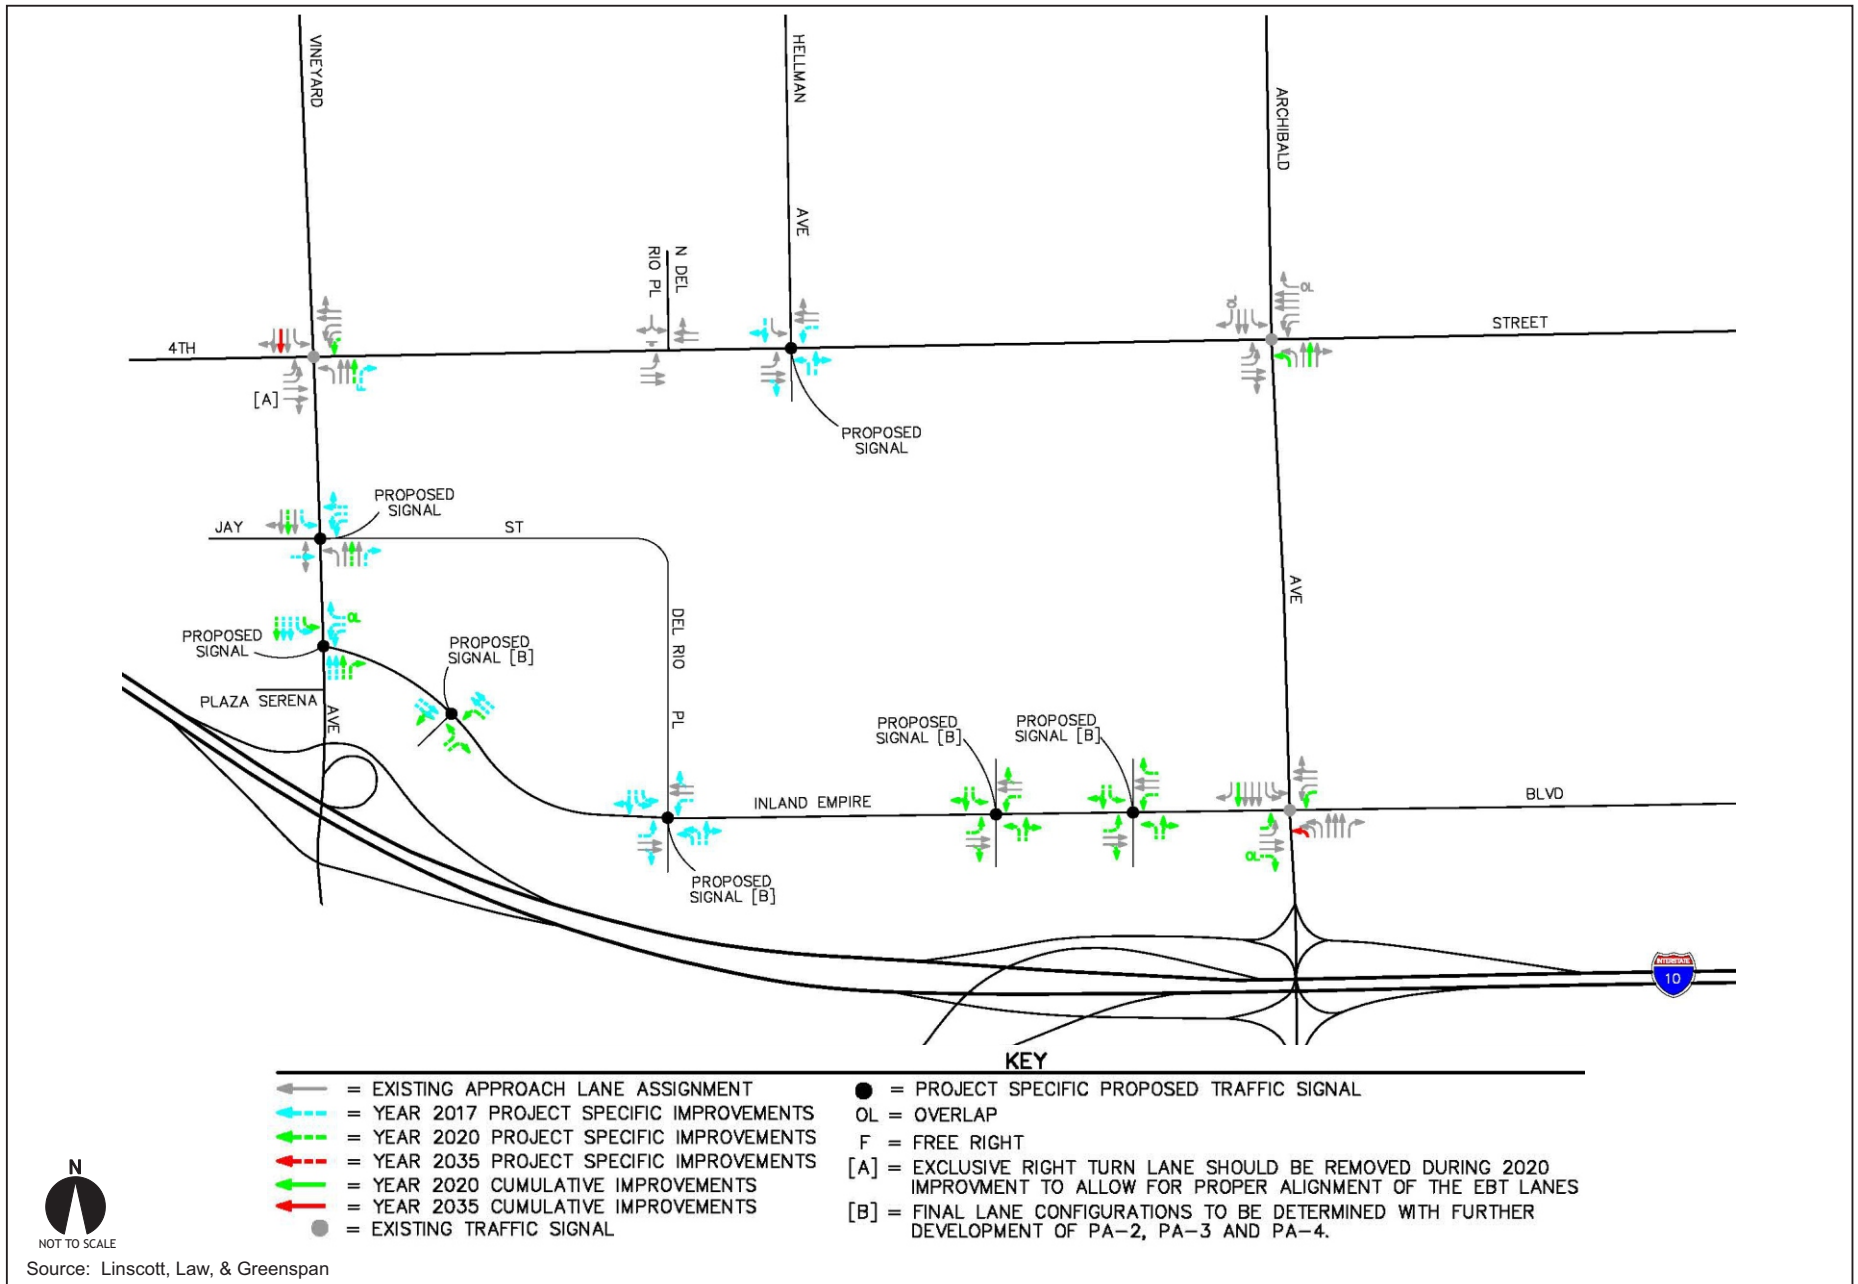 VINEYARD
HELLMAN
ARCHIBALD
AVE
N DEL
RIO PL
OL
OL
STREET
4TH
F
[A]
PROPOSED
SIGNAL
PROPOSED
SIGNAL
JAY
ST
AVE
OL
DEL RIO
PROPOSED
SIGNAL
PROPOSED
SIGNAL [B]
PLAZA SERENA
AVE
PL
PROPOSED
SIGNAL [B]
PROPOSED
SIGNAL [B]
INLAND EMPIRE
BLVD
OL
PROPOSED
SIGNAL [B]
INTERSTATE
10
KEY
= EXISTING APPROACH LANE ASSIGNMENT
= YEAR 2017 PROJECT SPECIFIC IMPROVEMENTS
= YEAR 2020 PROJECT SPECIFIC IMPROVEMENTS
= YEAR 2035 PROJECT SPECIFIC IMPROVEMENTS
= YEAR 2020 CUMULATIVE IMPROVEMENTS
= YEAR 2035 CUMULATIVE IMPROVEMENTS
= EXISTING TRAFFIC SIGNAL
= PROJECT SPECIFIC PROPOSED TRAFFIC SIGNAL
OL = OVERLAP
F = FREE RIGHT
[A] = EXCLUSIVE RIGHT TURN LANE SHOULD BE REMOVED DURING 2020
IMPROVMENT TO ALLOW FOR PROPER ALIGNMENT OF THE EBT LANES
[B] = FINAL LANE CONFIGURATIONS TO BE DETERMINED WITH FURTHER
DEVELOPMENT OF PA-2, PA-3 AND PA-4.
N
NOT TO SCALE
Source: Linscott, Law, & Greenspan